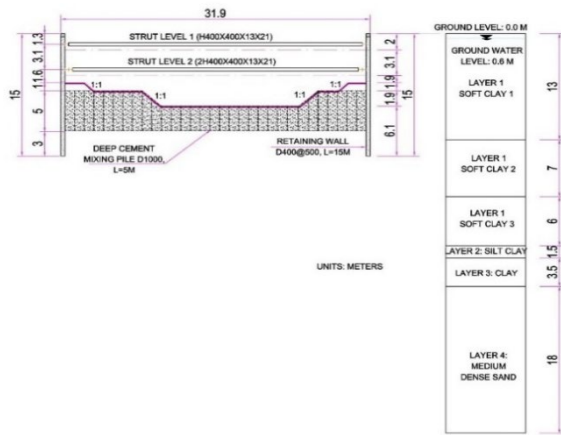 31.9
GROUND LEVEL: 0.0 M
STRUT LEVEL 1 (H400X400X13X21)
STRUT LEVEL 2 (2H400X400X13X21)
1.3
3.1
11.6
5
3
15
2
3.1
1.9
1.9
6.1
15
1:1
1:1
1:1
1:1
DEEP CEMENT
MIXING PILE D1000,
L=5M
RETAINING WALL
D400@500, L=15M
UNITS: METERS
GROUND WATER
LEVEL: 0.6 M
LAYER 1
SOFT CLAY 1
13
LAYER 1
SOFT CLAY 2
7
LAYER 1
SOFT CLAY 3
6
LAYER 2: SILT CLAY
1.5
LAYER 3: CLAY
3.5
LAYER 4:
MEDIUM
DENSE SAND
18